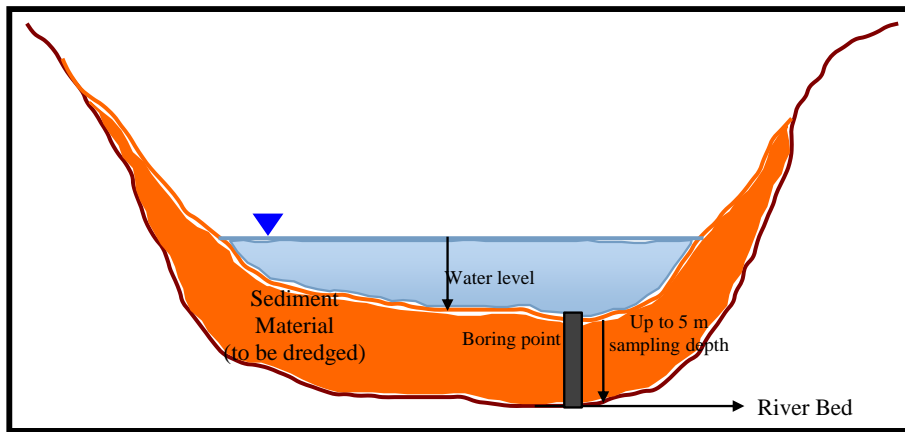 Water level
Sediment
Material
(to be dredged)
Boring point
Up to 5 m
sampling depth
River Bed